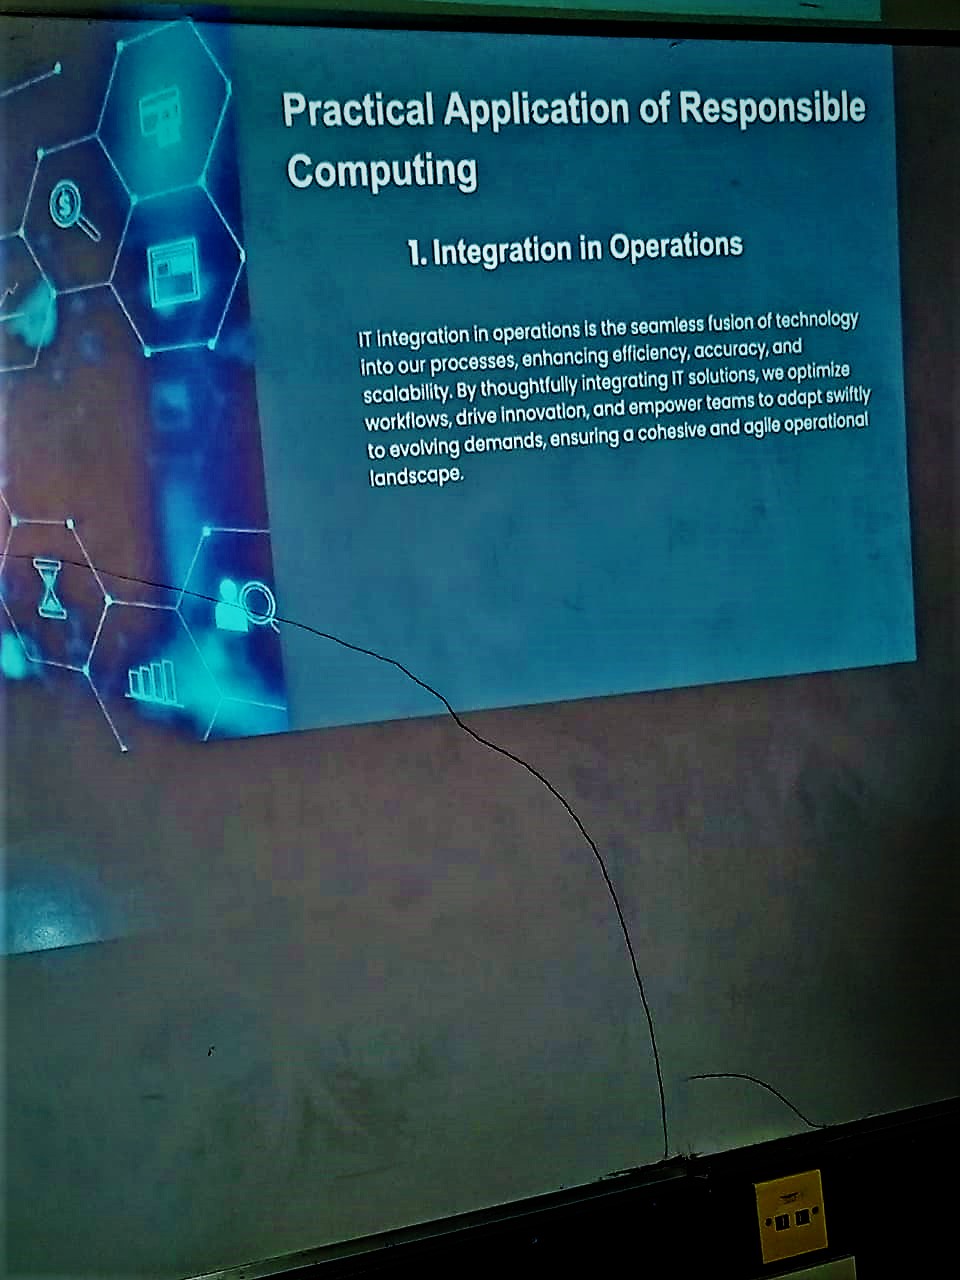 Practical Application of Responsible
Computing
1. Integration in Operations
IT integration in operations is the seamless fusion of technology
into our processes, enhancing efficiency, accuracy, and
scalability. By thoughtfully integrating IT solutions, we optimize
workflows, drive innovation, and empower teams to adapt swiftly
to evolving demands, ensuring a cohesive and agile operational
landscape.